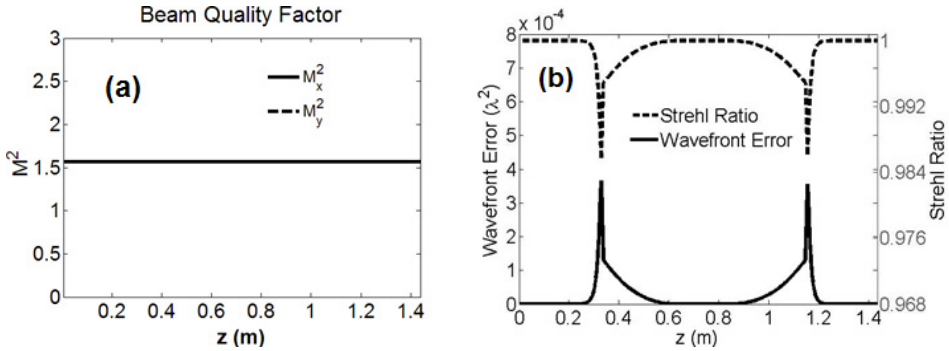 Beam Quality Factor
(a)
M²x
M²y
M²
3
2.5
2
1.5
1
0.5
0
0.2
0.4
0.6
0.8
1
1.2
1.4
z (m)
8 x 10⁻⁴
7
6
5
4
3
2
1
0
(b)
Strehl Ratio
Wavefront Error
Wavefront Error (λ²)
1
0.992
0.984
0.976
0.968
Strehl Ratio
0
0.2
0.4
0.6
0.8
1.0
1.2
1.4
z (m)